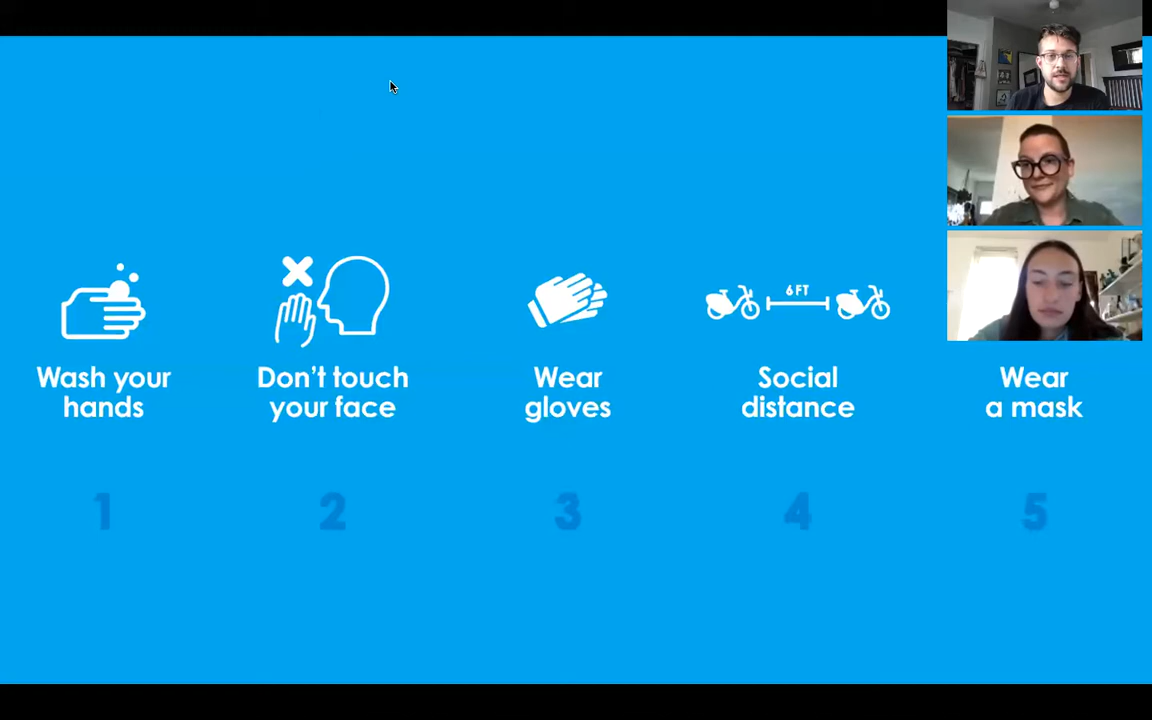 6 FT
Wash your
hands
Don't touch
your face
Wear
gloves
Social
distance
Wear
a mask
1
2
3
4
5